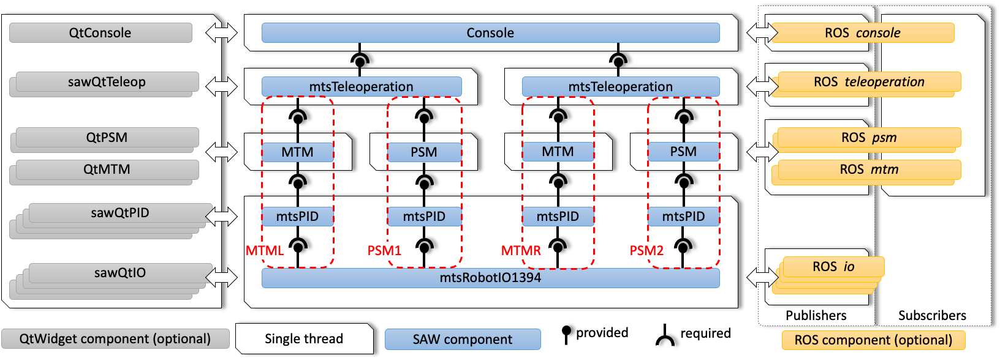 QtConsole
Console
ROS console
sawQtTeleop
mtsTeleoperation
mtsTeleoperation
ROS teleoperation
QtPSM
MTM
PSM
MTM
PSM
ROS psm
QtMTM
ROS mtm
sawQtPID
mtsPID
mtsPID
mtsPID
mtsPID
MTML
PSM1
MTMR
PSM2
sawQtIO
mtsRobotIO1394
ROS io
Publishers
Subscribers
QtWidget component (optional)
Single thread
SAW component
provided
required
ROS component (optional)